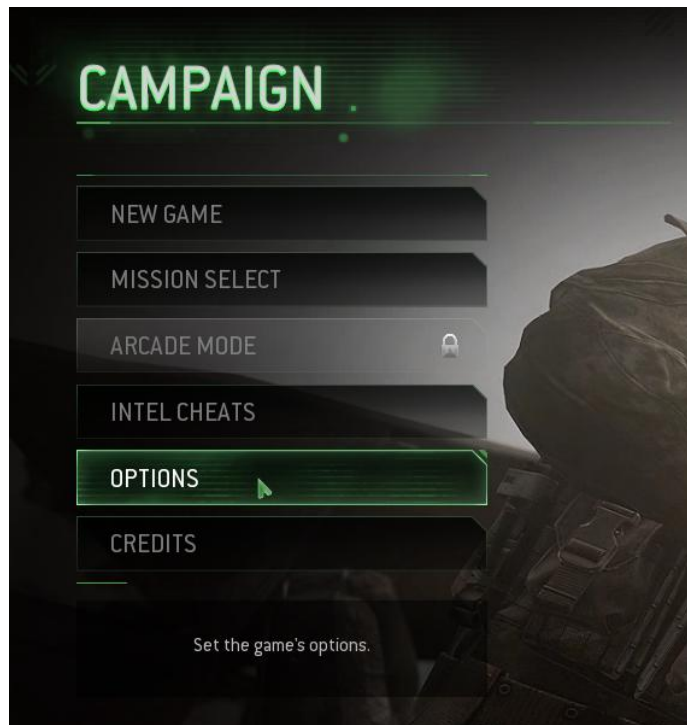 CAMPAIGN
NEW GAME
MISSION SELECT
ARCADE MODE
INTEL CHEATS
OPTIONS
CREDITS
Set the game's options.